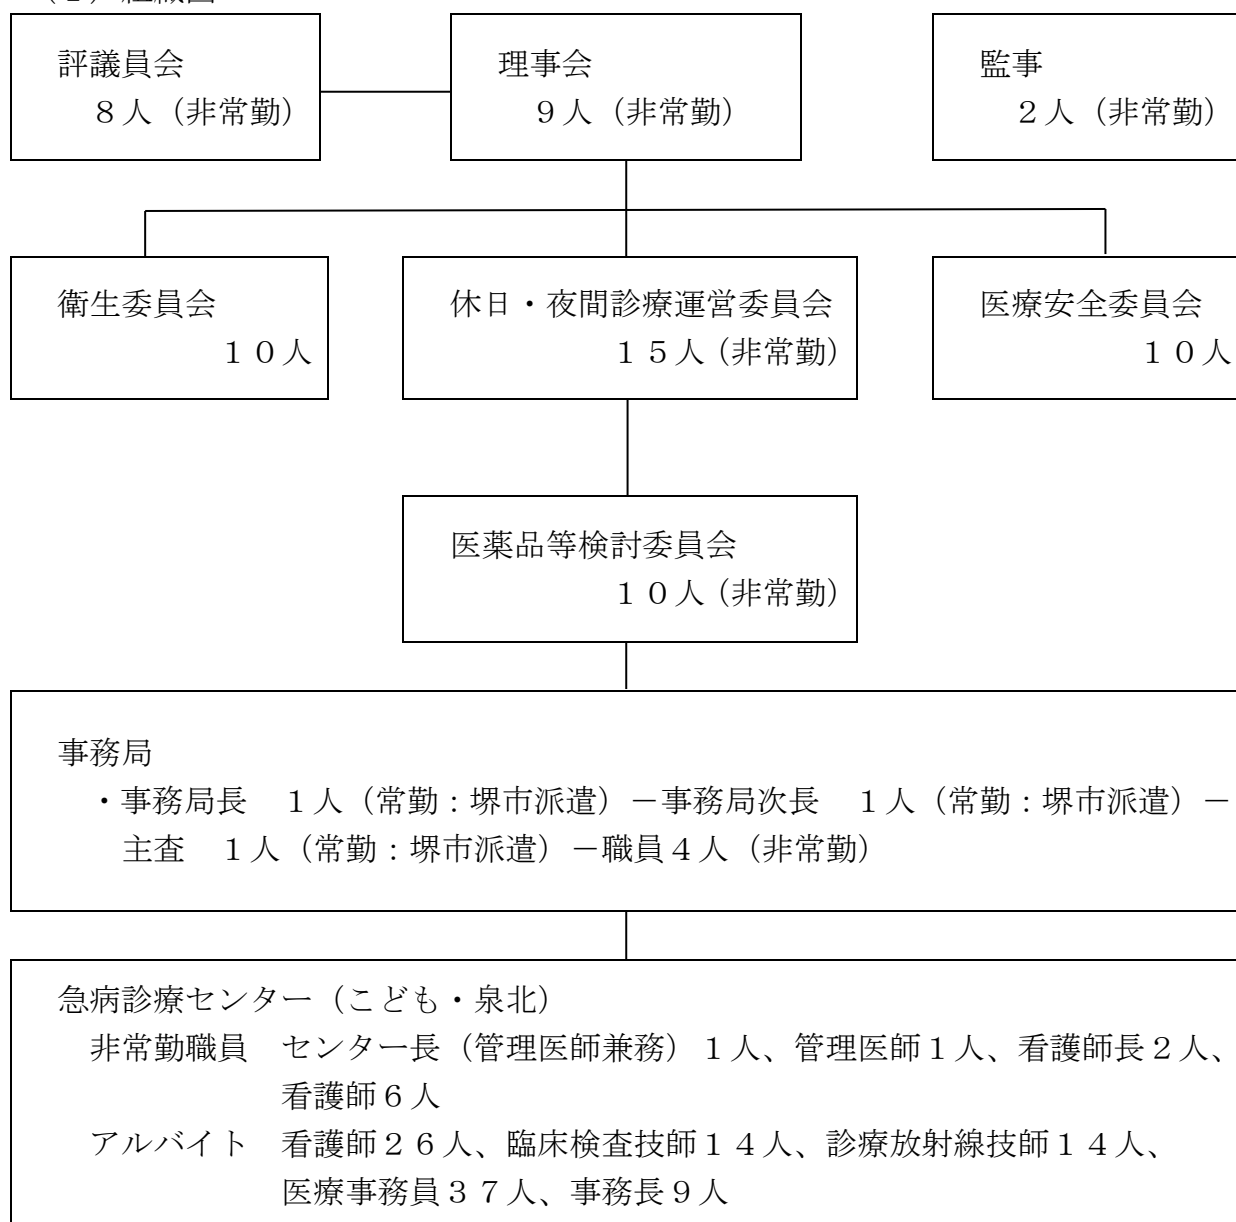 評議員会
８人（非常勤）
理事会
９人（非常勤）
監事
２人（非常勤）
衛生委員会
１０人
休日・夜間診療運営委員会
１５人（非常勤）
医療安全委員会
１０人
医薬品等検討委員会
１０人（非常勤）
事務局
・事務局長　１人（常勤：堺市派遣）－事務局次長　１人（常勤：堺市派遣）－
主査　１人（常勤：堺市派遣）－職員４人（非常勤）
急病診療センター（こども・泉北）
非常勤職員　センター長（管理医師兼務）１人、管理医師１人、看護師長２人、
看護師６人
アルバイト　看護師２６人、臨床検査技師１４人、診療放射線技師１４人、
医療事務員３７人、事務長９人